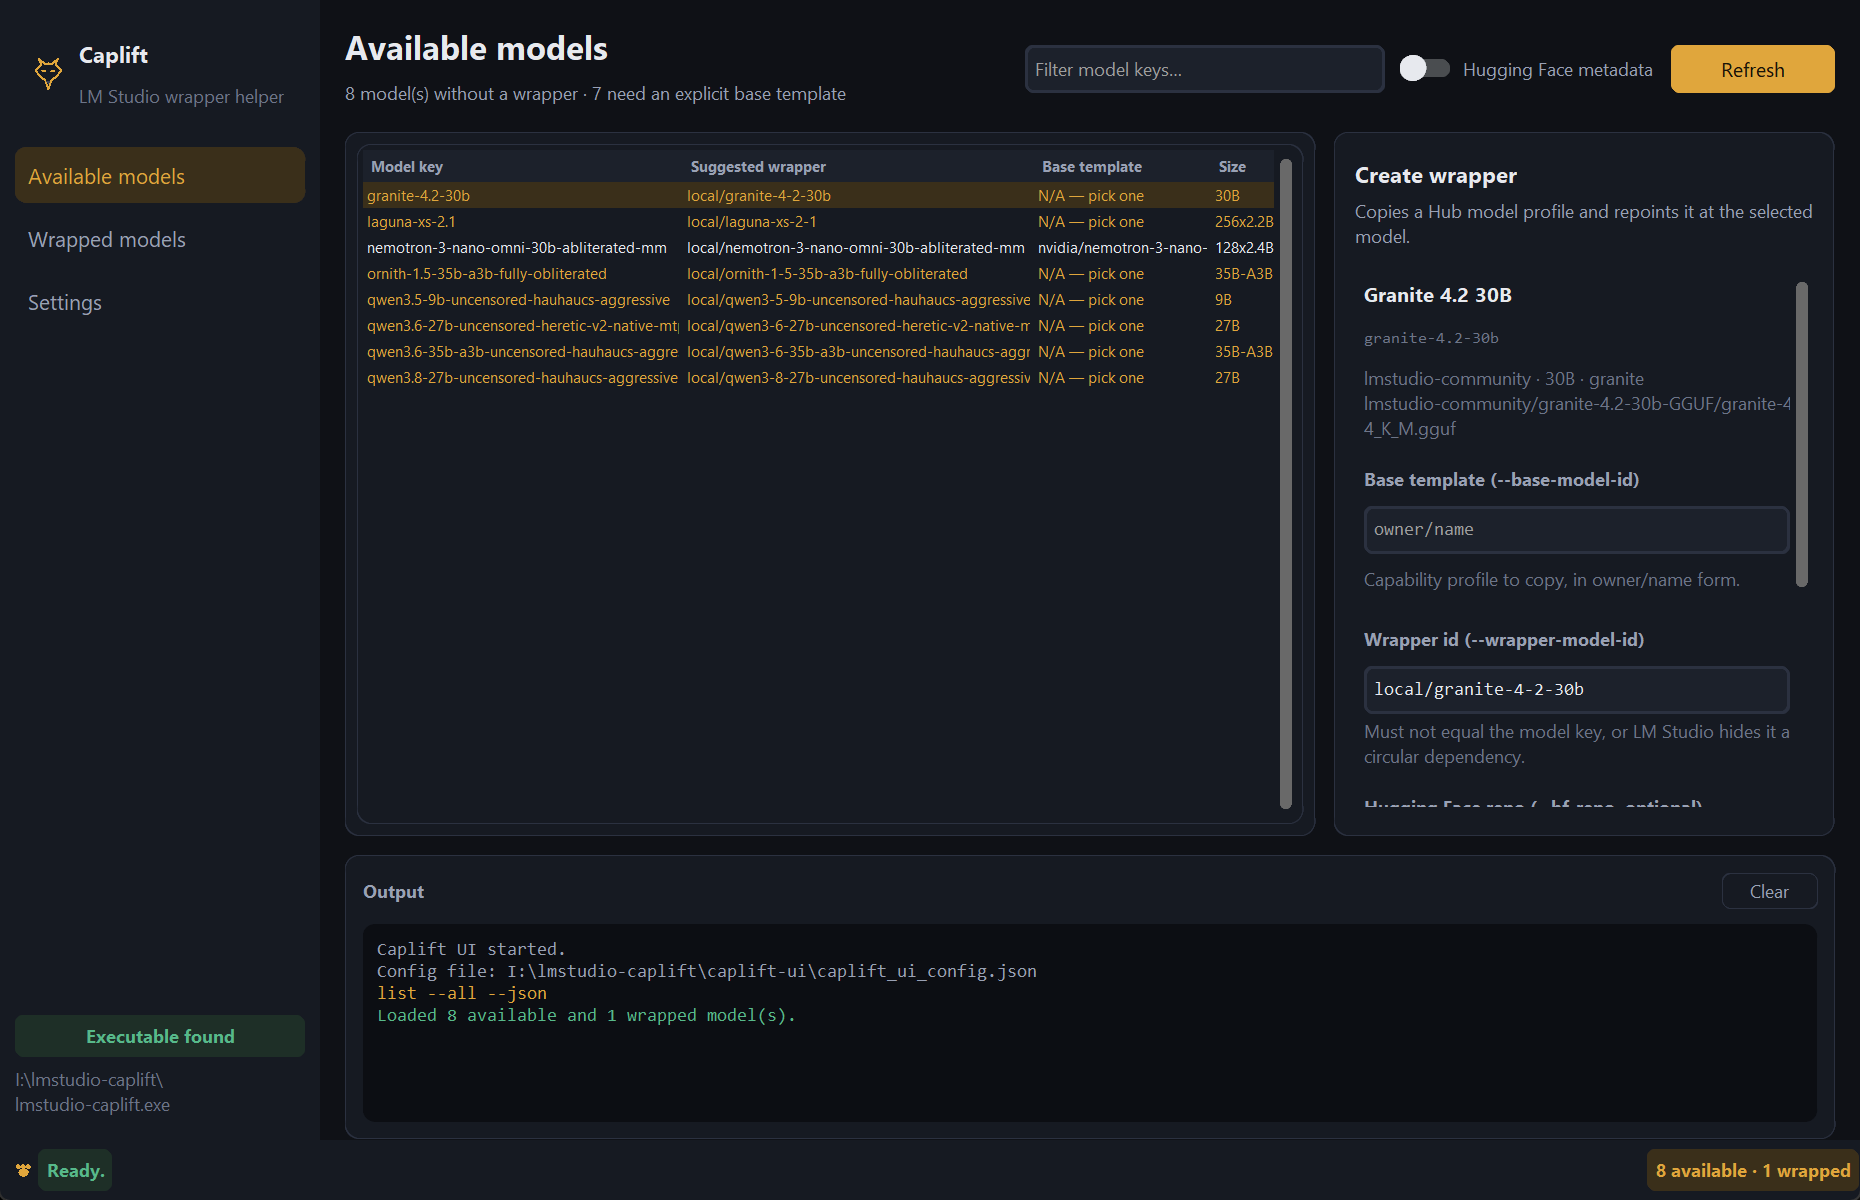 Caplift
LM Studio wrapper helper
Available models
Wrapped models
Settings
Executable found
I:\lmstudio-caplift\
lmstudio-caplift.exe
Available models
8 model(s) without a wrapper · 7 need an explicit base template
Filter model keys...
Hugging Face metadata
Refresh
Model key Suggested wrapper Base template Size
granite-4.2-30b local/granite-4-2-30b N/A — pick one 30B
laguna-xs-2.1 local/laguna-xs-2-1 N/A — pick one 256x2.2B
nemotron-3-nano-omni-30b-abliterated-mm local/nemotron-3-nano-omni-30b-abliterated-mm nvidia/nemotron-3-nano- 128x2.4B
ornith-1.5-35b-a3b-fully-obliterated local/ornith-1-5-35b-a3b-fully-obliterated N/A — pick one 35B-A3B
qwen3.5-9b-uncensored-hauhaucs-aggressive local/qwen3-5-9b-uncensored-hauhaucs-aggressive N/A — pick one 9B
qwen3.6-27b-uncensored-heretic-v2-native-mtp local/qwen3-6-27b-uncensored-heretic-v2-native-m N/A — pick one 27B
qwen3.6-35b-a3b-uncensored-hauhaucs-aggre local/qwen3-6-35b-a3b-uncensored-hauhaucs-aggr N/A — pick one 35B-A3B
qwen3.8-27b-uncensored-hauhaucs-aggressive local/qwen3-8-27b-uncensored-hauhaucs-aggressiv N/A — pick one 27B
Create wrapper
Copies a Hub model profile and repoints it at the selected
model.
Granite 4.2 30B
granite-4.2-30b
lmstudio-community · 30B · granite
lmstudio-community/granite-4.2-30b-GGUF/granite-4
4_K_M.gguf
Base template (--base-model-id)
owner/name
Capability profile to copy, in owner/name form.
Wrapper id (--wrapper-model-id)
local/granite-4-2-30b
Must not equal the model key, or LM Studio hides it a
circular dependency.
Hugging Face repo (--hf-repo, optional)
Output
Clear
Caplift UI started.
Config file: I:\lmstudio-caplift\caplift-ui\caplift_ui_config.json
list --all --json
Loaded 8 available and 1 wrapped model(s).
Ready.
8 available · 1 wrapped